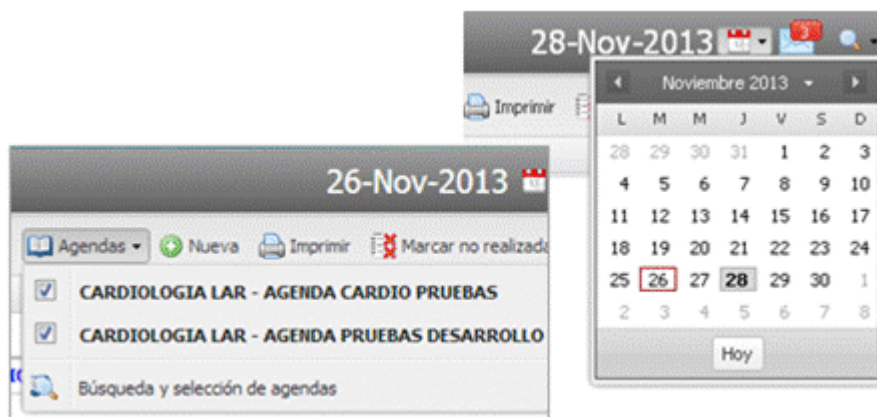 28-Nov-2013
3
Imprimir
Noviembre 2013
L M M J V S D
28 29 30 31 1 2 3
4 5 6 7 8 9 10
11 12 13 14 15 16 17
18 19 20 21 22 23 24
25 26 27 28 29 30 1
2 3 4 5 6 7 8
Hoy
26-Nov-2013
Agendas Nueva Imprimir Marcar no realizada
CARDIOLOGIA LAR - AGENDA CARDIO PRUEBAS
CARDIOLOGIA LAR - AGENDA PRUEBAS DESARROLLO
Búsqueda y selección de agendas